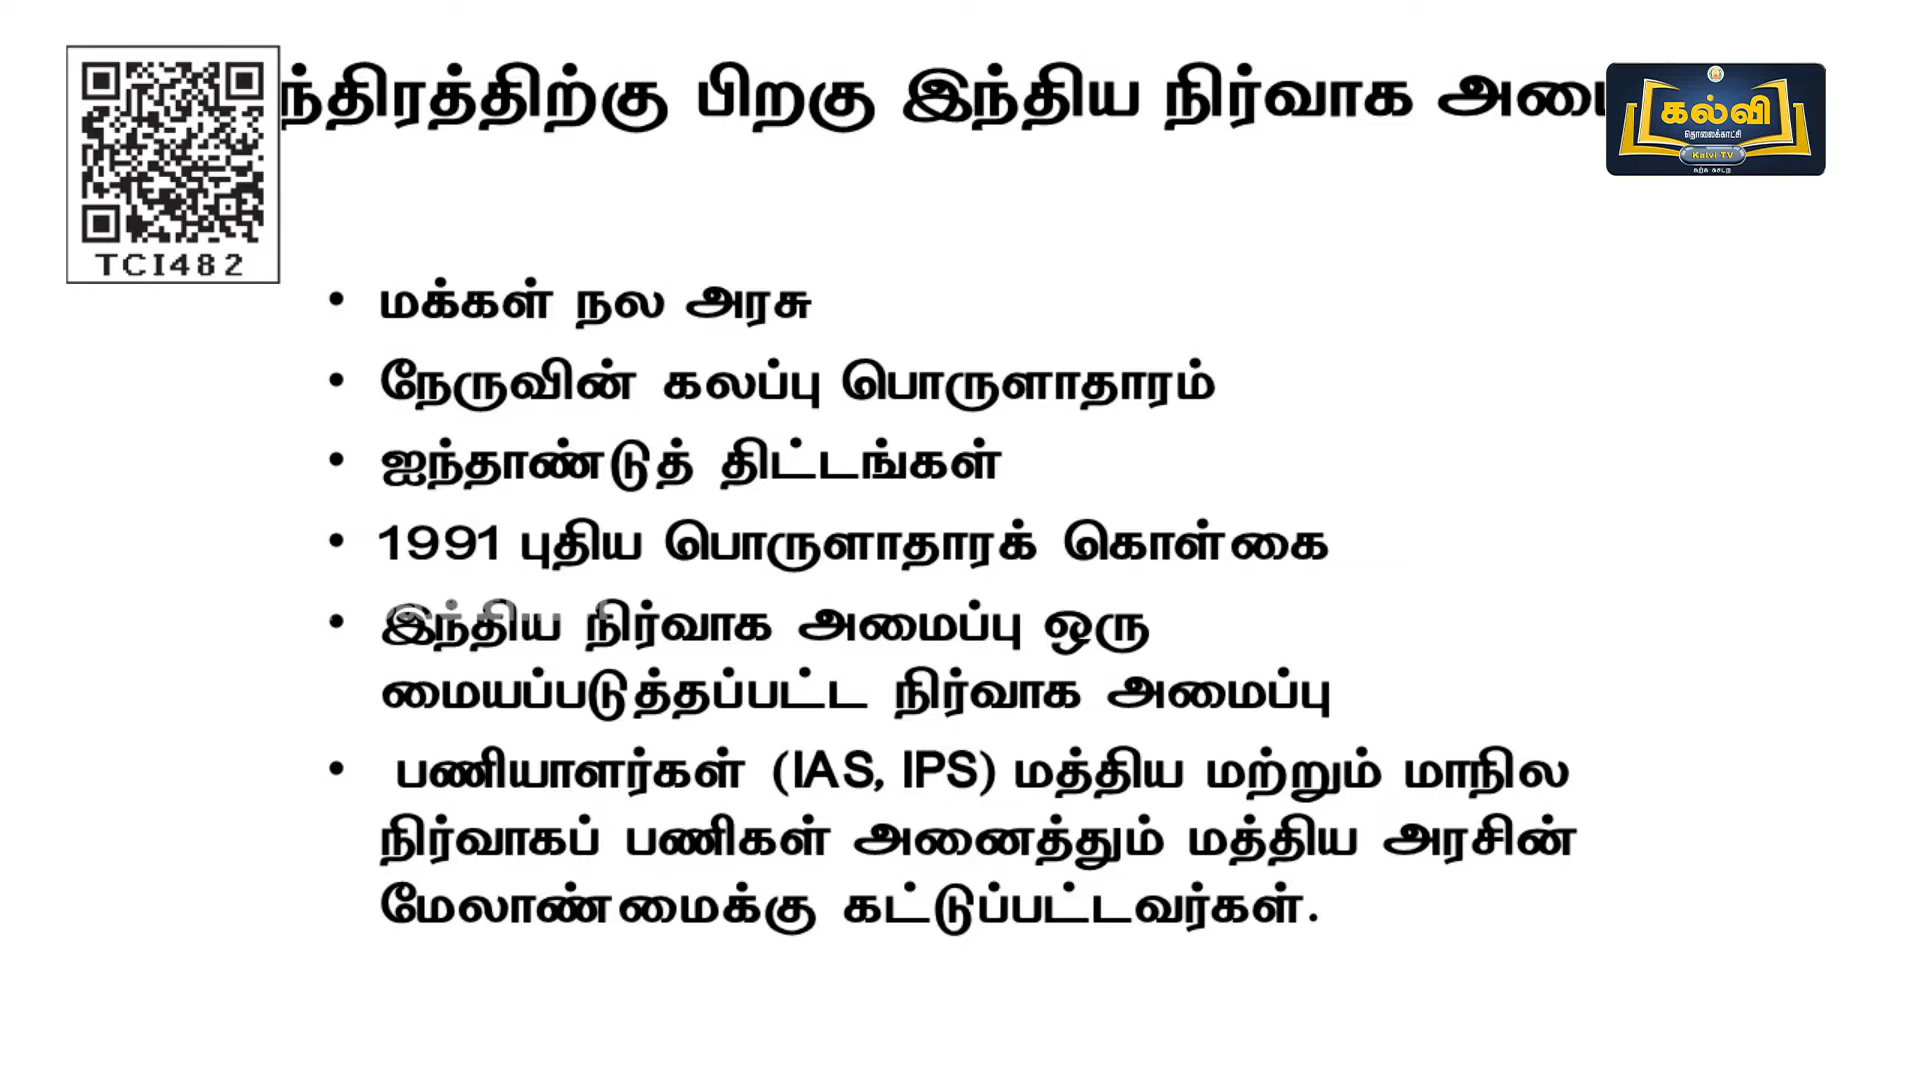 பிறகு இந்திய நிர்வாக
கல்வி
தொலைக்காட்சி
Kalvi TV
கற்க கசடற
TCI482
• மக்கள் நல அரசு
• நேருவின் கலப்பு பொருளாதாரம்
• ஐந்தாண்டுத் திட்டங்கள்
• 1991 புதிய பொருளாதாரக் கொள்கை
• இந்திய நிர்வாக அமைப்பு ஒரு
மையப்படுத்தப்பட்ட நிர்வாக அமைப்பு
• பணியாளர்கள் (IAS, IPS) மத்திய மற்றும் மாநில
நிர்வாகப் பணிகள் அனைத்தும் மத்திய அரசின்
மேலாண்மைக்கு கட்டுப்பட்டவர்கள்.